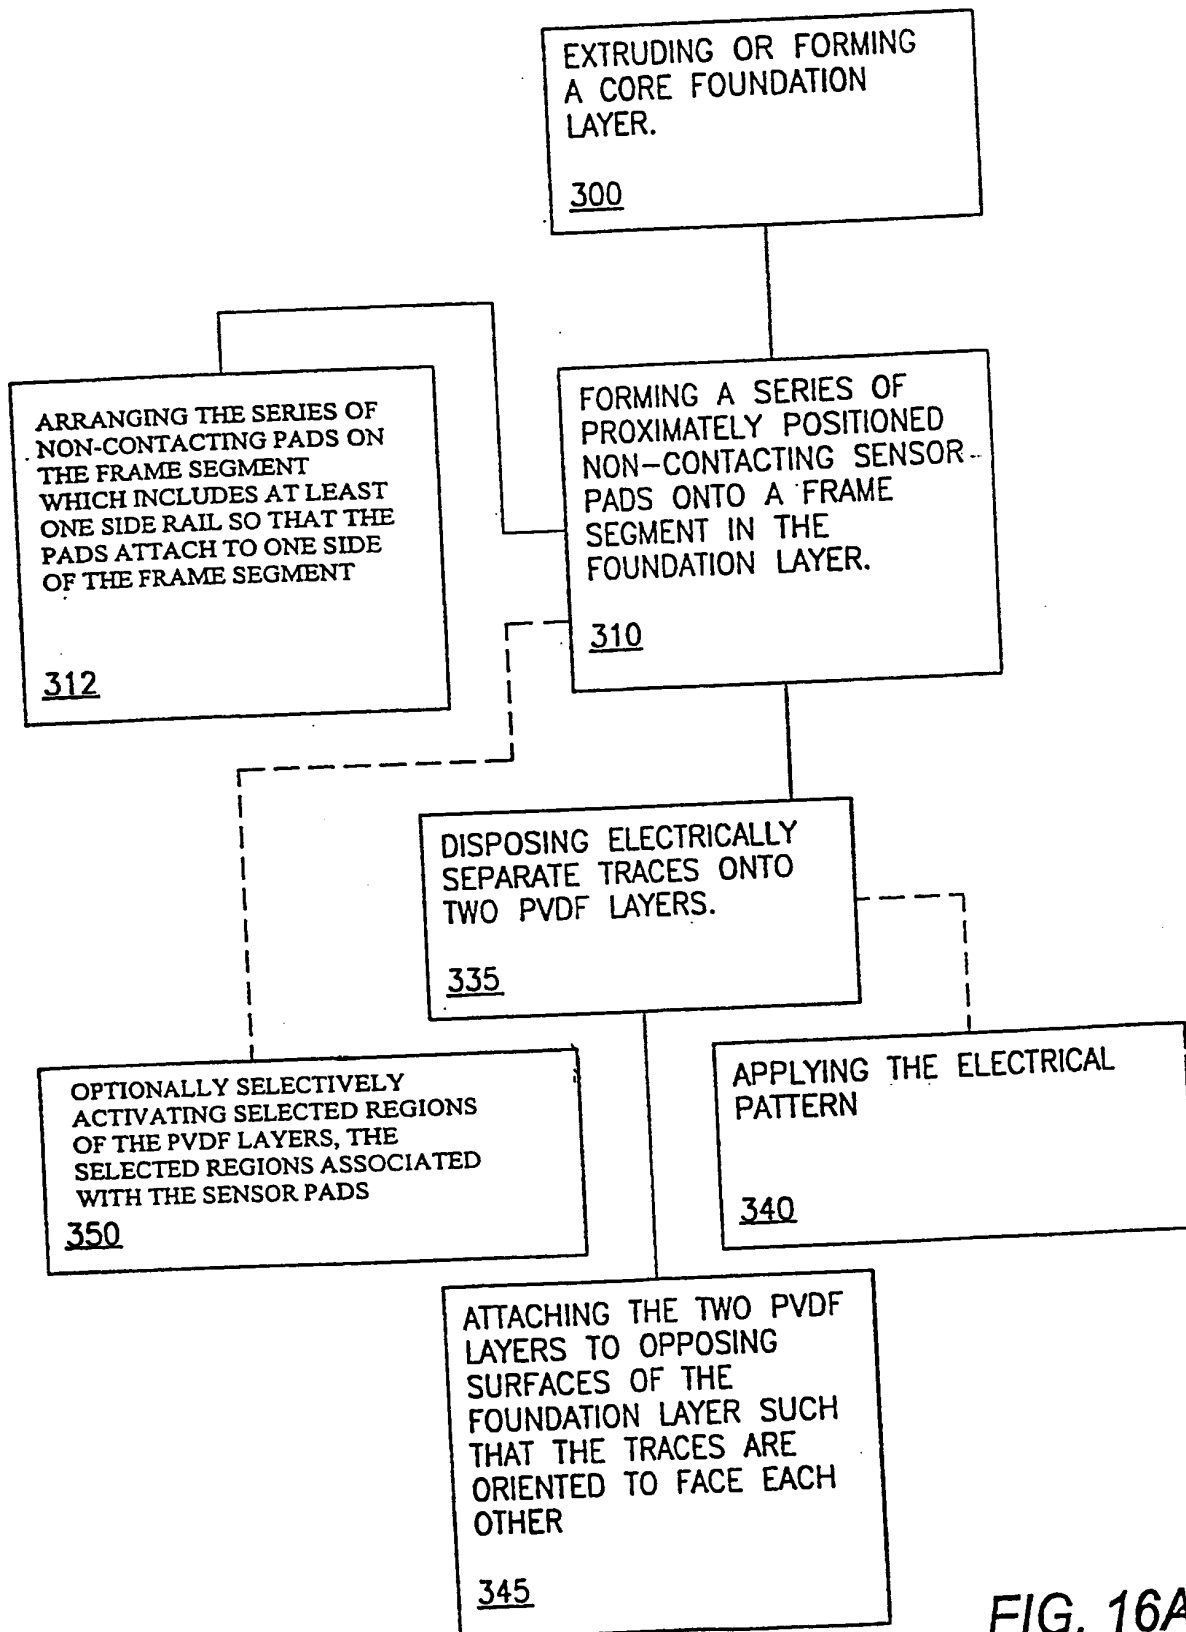 EXTRUDING OR FORMING
A CORE FOUNDATION
LAYER.
300
ARRANGING THE SERIES OF
NON-CONTACTING PADS ON
THE FRAME SEGMENT
WHICH INCLUDES AT LEAST
ONE SIDE RAIL SO THAT THE
PADS ATTACH TO ONE SIDE
OF THE FRAME SEGMENT
312
FORMING A SERIES OF
PROXIMATELY POSITIONED
NON-CONTACTING SENSOR
PADS ONTO A FRAME
SEGMENT IN THE
FOUNDATION LAYER.
310
DISPOSING ELECTRICALLY
SEPARATE TRACES ONTO
TWO PVDF LAYERS.
335
OPTIONALLY SELECTIVELY
ACTIVATING SELECTED REGIONS
OF THE PVDF LAYERS, THE
SELECTED REGIONS ASSOCIATED
WITH THE SENSOR PADS
350
APPLYING THE ELECTRICAL
PATTERN
340
ATTACHING THE TWO PVDF
LAYERS TO OPPOSING
SURFACES OF THE
FOUNDATION LAYER SUCH
THAT THE TRACES ARE
ORIENTED TO FACE EACH
OTHER
345
FIG. 16A